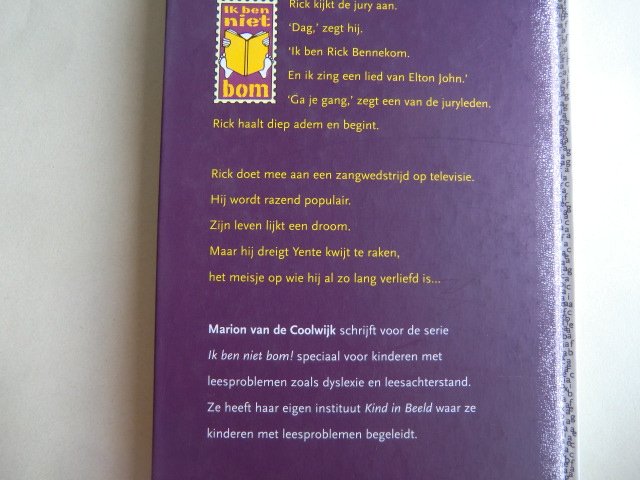 Ik ben
niet
bom
Rick kijkt de jury aan.
‘Dag,’ zegt hij.
‘Ik ben Rick Bennekom.
En ik zing een lied van Elton John.’
‘Ga je gang,’ zegt een van de juryleden.
Rick haalt diep adem en begint.
Rick doet mee aan een zangwedstrijd op televisie.
Hij wordt razend populair.
Zijn leven lijkt een droom.
Maar hij dreigt Yente kwijt te raken,
het meisje op wie hij al zo lang verliefd is...
Marion van de Coolwijk schrijft voor de serie
Ik ben niet bom! speciaal voor kinderen met
leesproblemen zoals dyslexie en leesachterstand.
Ze heeft haar eigen instituut Kind in Beeld waar ze
kinderen met leesproblemen begeleidt.